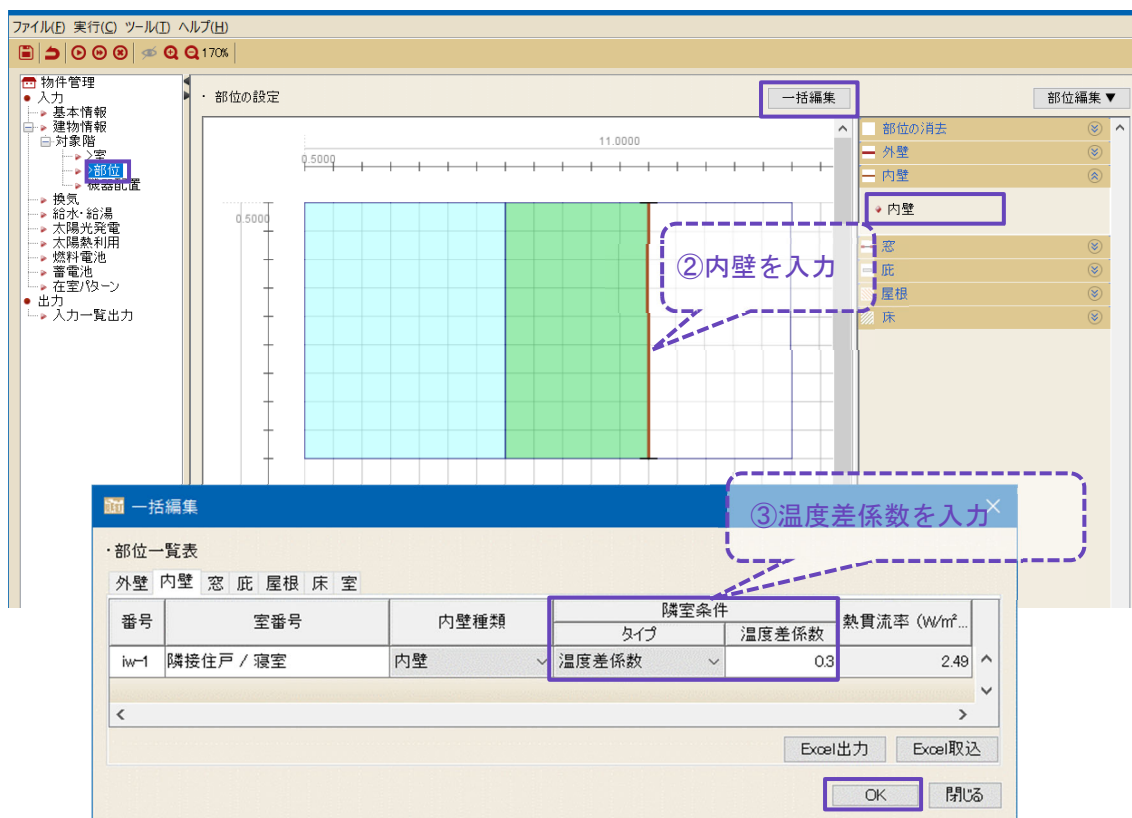 ファイル(F) 実行(C) ツール(T) ヘルプ(H)
170%
物件管理
入力
基本情報
建物情報
対象階
>室
>部位
機器配置
換気
給水・給湯
太陽光発電
太陽熱利用
燃料電池
蓄電池
在室パターン
出力
入力一覧出力
・ 部位の設定
一括編集
部位編集▼
11.0000
0.5000
0.5000
部位の消去
外壁
内壁
内壁
窓
庇
屋根
床
②内壁を入力
一括編集
③温度差係数を入力
・部位一覧表
外壁 内壁 窓 庇 屋根 床 室
番号 室番号 内壁種類 隣室条件 熱貫流率 (W/㎡...
タイプ 温度差係数
iw-1 隣接住戸 / 寝室 内壁 温度差係数 0.3 2.49
Excel出力 Excel取込
OK 閉じる